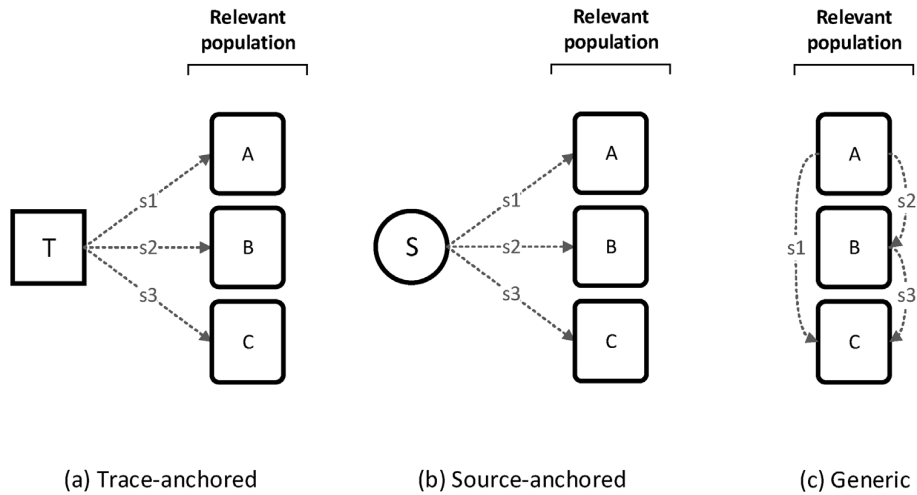 Relevant
population
T
s1
s2
s3
A
B
C
(a) Trace-anchored
Relevant
population
S
s1
s2
s3
A
B
C
(b) Source-anchored
Relevant
population
A
B
C
s1
s2
s3
(c) Generic